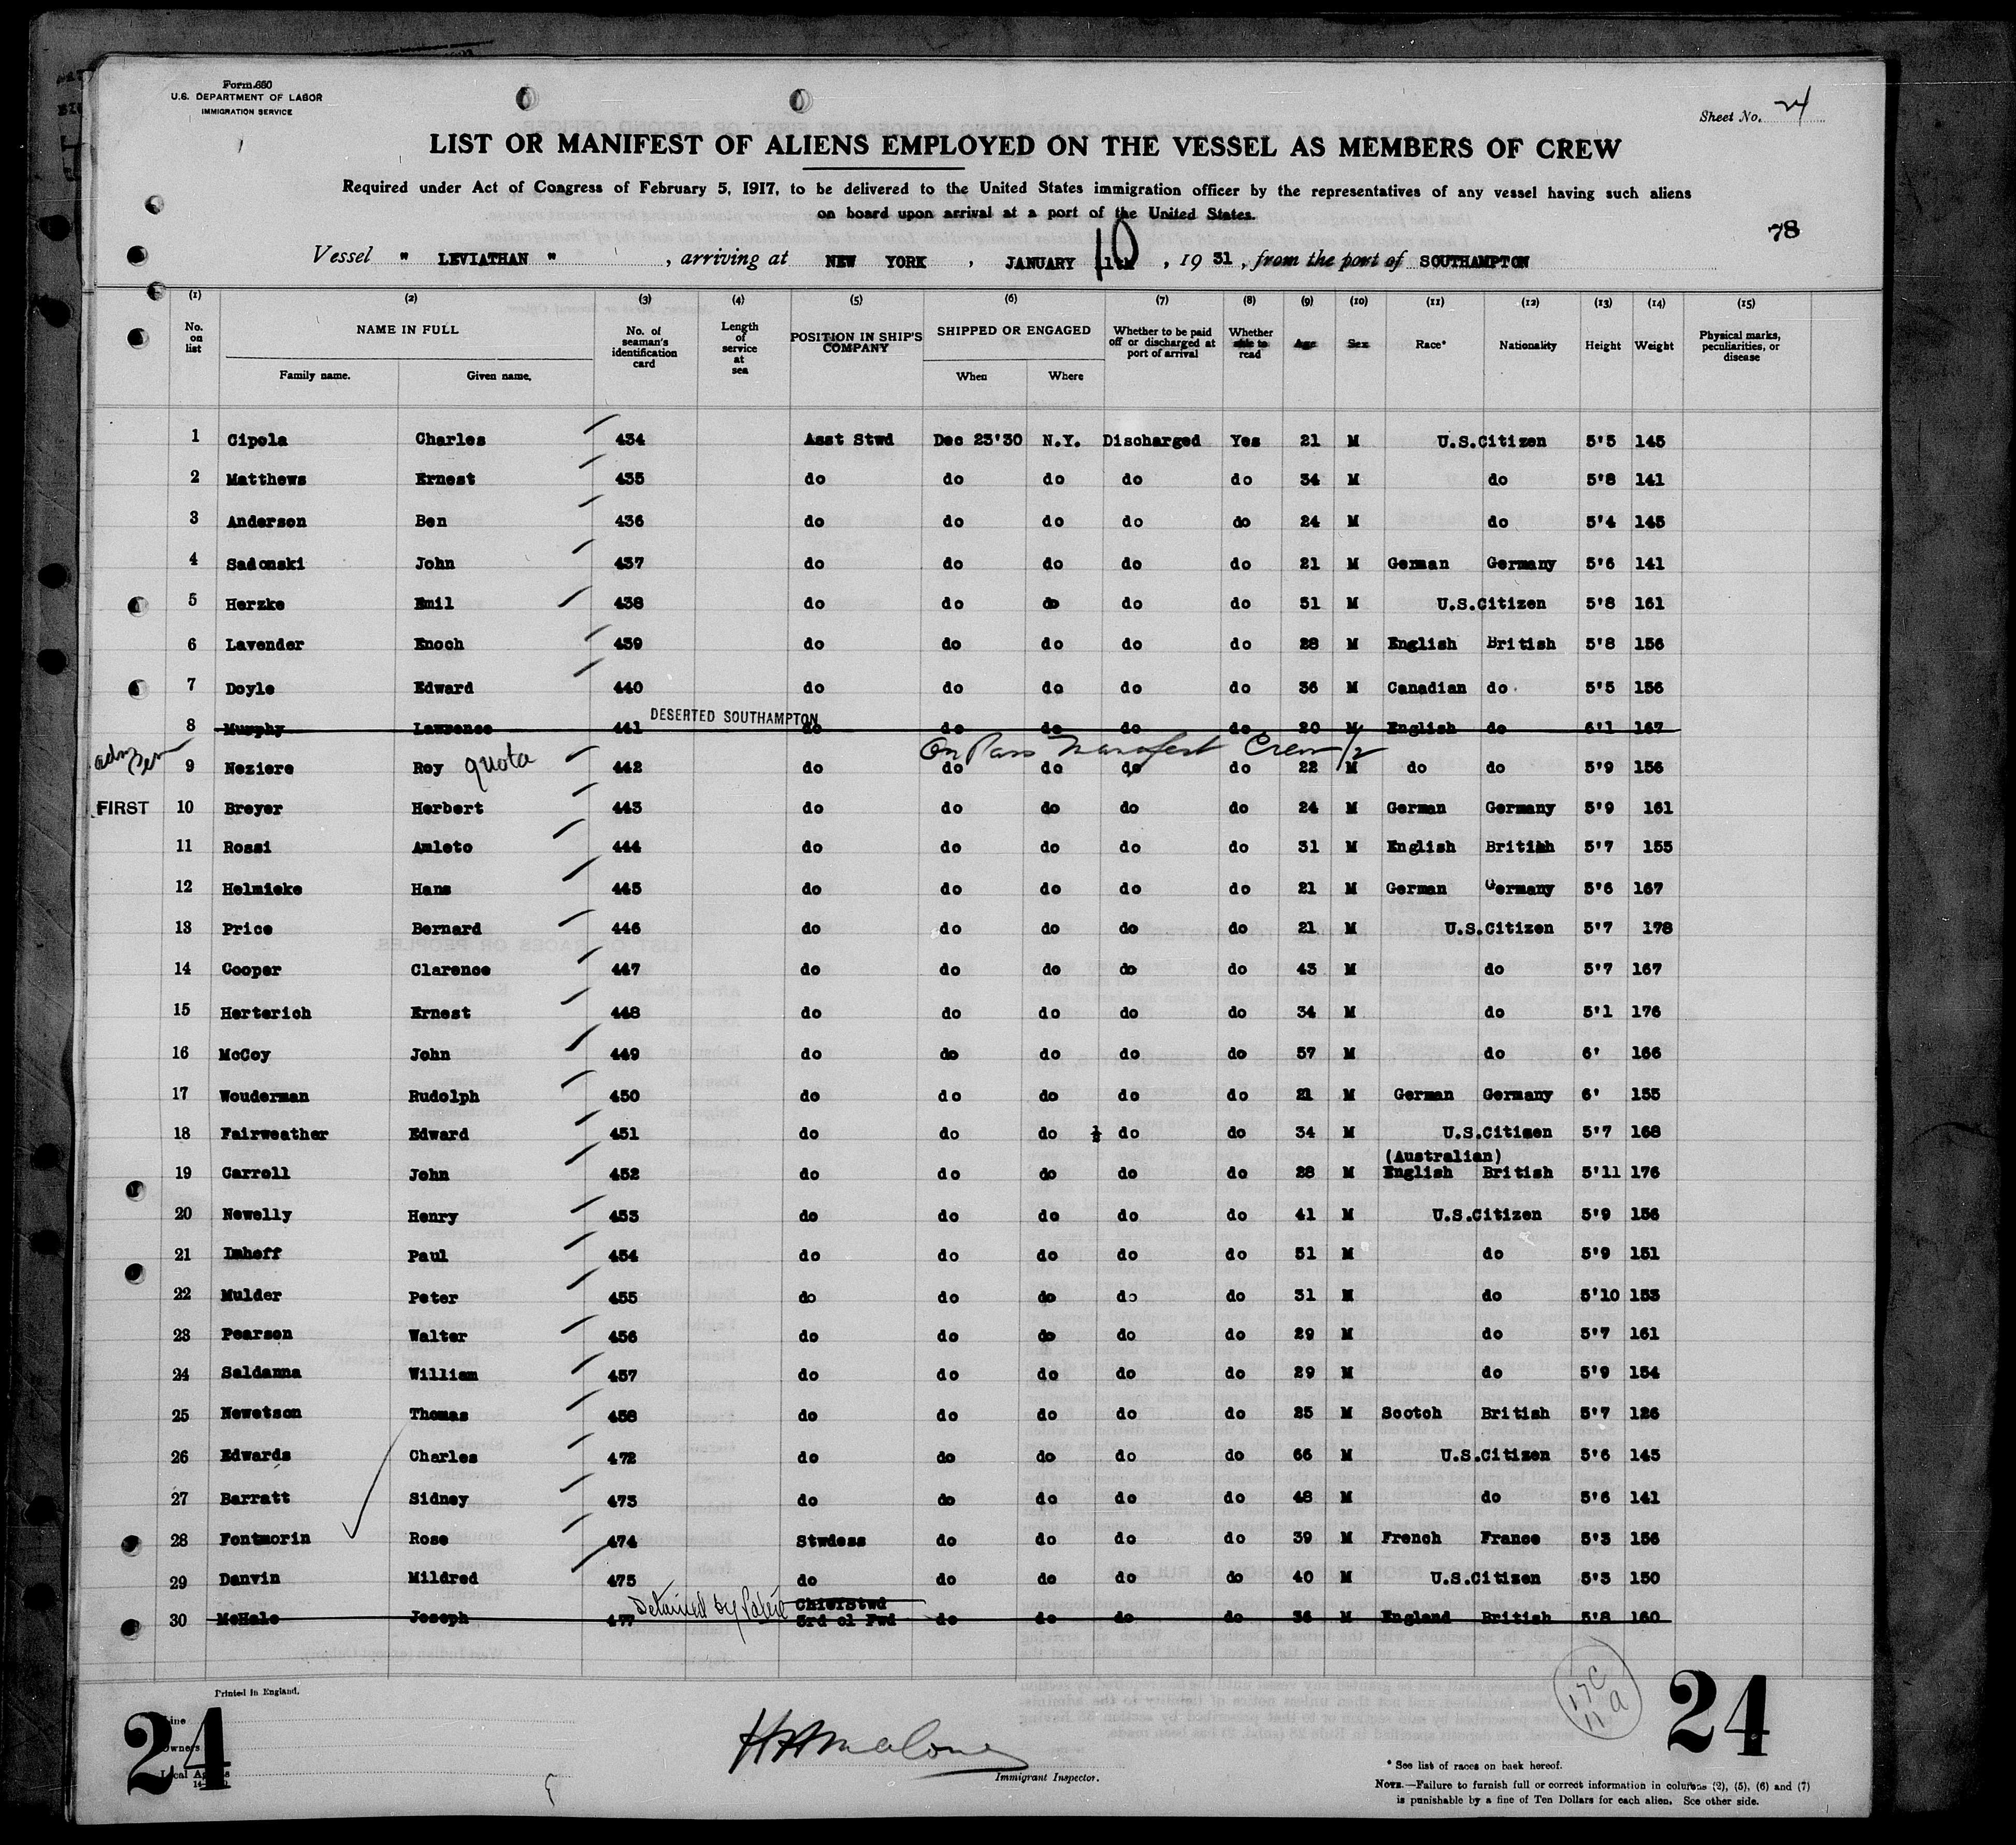 Form 680
U.S. DEPARTMENT OF LABOR
IMMIGRATION SERVICE
Sheet No. 24
LIST OR MANIFEST OF ALIENS EMPLOYED ON THE VESSEL AS MEMBERS OF CREW
Required under Act of Congress of February 5, 1917, to be delivered to the United States immigration officer by the representatives of any vessel having such aliens
on board upon arrival at a port of the United States.
78
Vessel " LEVIATHAN " , arriving at NEW YORK , JANUARY 10 , 19 31 , from the port of SOUTHAMPTON
(1) (2) (3) (4) (5) (6) (7) (8) (9) (10) (11) (12) (13) (14) (15)
No. on list NAME IN FULL Family name. Given name. No. of seaman's identification card Length of service at sea POSITION IN SHIP'S COMPANY SHIPPED OR ENGAGED When Where Whether to be paid off or discharged at port of arrival Whether able to read Age Sex Race* Nationality Height Weight Physical marks, peculiarities, or disease
1 Cipola Charles 434 Asst Stwd Dec 23'30 N.Y. Discharged Yes 21 M U.S.Citizen 5'5 145
2 Matthews Ernest 435 do do do do do 34 M do 5'8 141
3 Anderson Ben 436 do do do do do 24 M do 5'4 145
4 Sadonski John 437 do do do do do 21 M German Germany 5'6 141
5 Herzke Emil 438 do do do do do 51 M U.S.Citizen 5'8 161
6 Lavender Enoch 439 do do do do do 28 M English British 5'8 156
7 Doyle Edward 440 do do do do do 36 M Canadian do 5'5 156
8 Murphy Lawrence 441 DESERTED SOUTHAMPTON do do do do do 20 M English do 6'1 167
On Pass Manifest Crew
9 Neziere Roy quota 442 do do do do do 22 M do do 5'9 156
FIRST 10 Breyer Herbert 443 do do do do do 24 M German Germany 5'9 161
11 Rossi Amleto 444 do do do do do 31 M English British 5'7 155
12 Helmieke Hans 445 do do do do do 21 M German Germany 5'6 167
13 Price Bernard 446 do do do do do 21 M U.S.Citizen 5'7 178
14 Cooper Clarence 447 do do do do do 43 M do 5'7 167
15 Herterich Ernest 448 do do do do do 34 M do 5'1 176
16 McCoy John 449 do do do do do 57 M do 6' 166
17 Wouderman Rudolph 450 do do do do do 21 M German Germany 6' 155
18 Fairweather Edward 451 do do do do do 34 M U.S.Citizen 5'7 168
(Australian)
19 Carroll John 452 do do do do do 28 M English British 5'11 176
20 Newelly Henry 453 do do do do do 41 M U.S.Citizen 5'9 156
21 Imhoff Paul 454 do do do do do 51 M do 5'9 151
22 Mulder Peter 455 do do do do do 31 M do 5'10 153
23 Pearson Walter 456 do do do do do 29 M do 5'7 161
24 Saldanna William 457 do do do do do 29 M do 5'9 154
25 Newetson Thomas 458 do do do do do 25 M Scotch British 5'7 126
26 Edwards Charles 472 do do do do do 66 M U.S.Citizen 5'6 145
27 Barratt Sidney 473 do do do do do 48 M do 5'6 141
28 Fontmorin Rose 474 Stwdess do do do do 39 M French France 5'3 156
29 Danvin Mildred 475 do do do do do 40 M U.S.Citizen 5'3 150
Detained by Police ChiefStwd
30 McHale Joseph 477 3rd cl Fwd do do do do 36 M England British 5'8 160
Printed in England.
17C
11a
24 24
Line
Owners
Local Agents
H H Malone
Immigrant Inspector.
* See list of races on back hereof.
NOTE.—Failure to furnish full or correct information in columns (2), (5), (6) and (7)
is punishable by a fine of Ten Dollars for each alien. See other side.